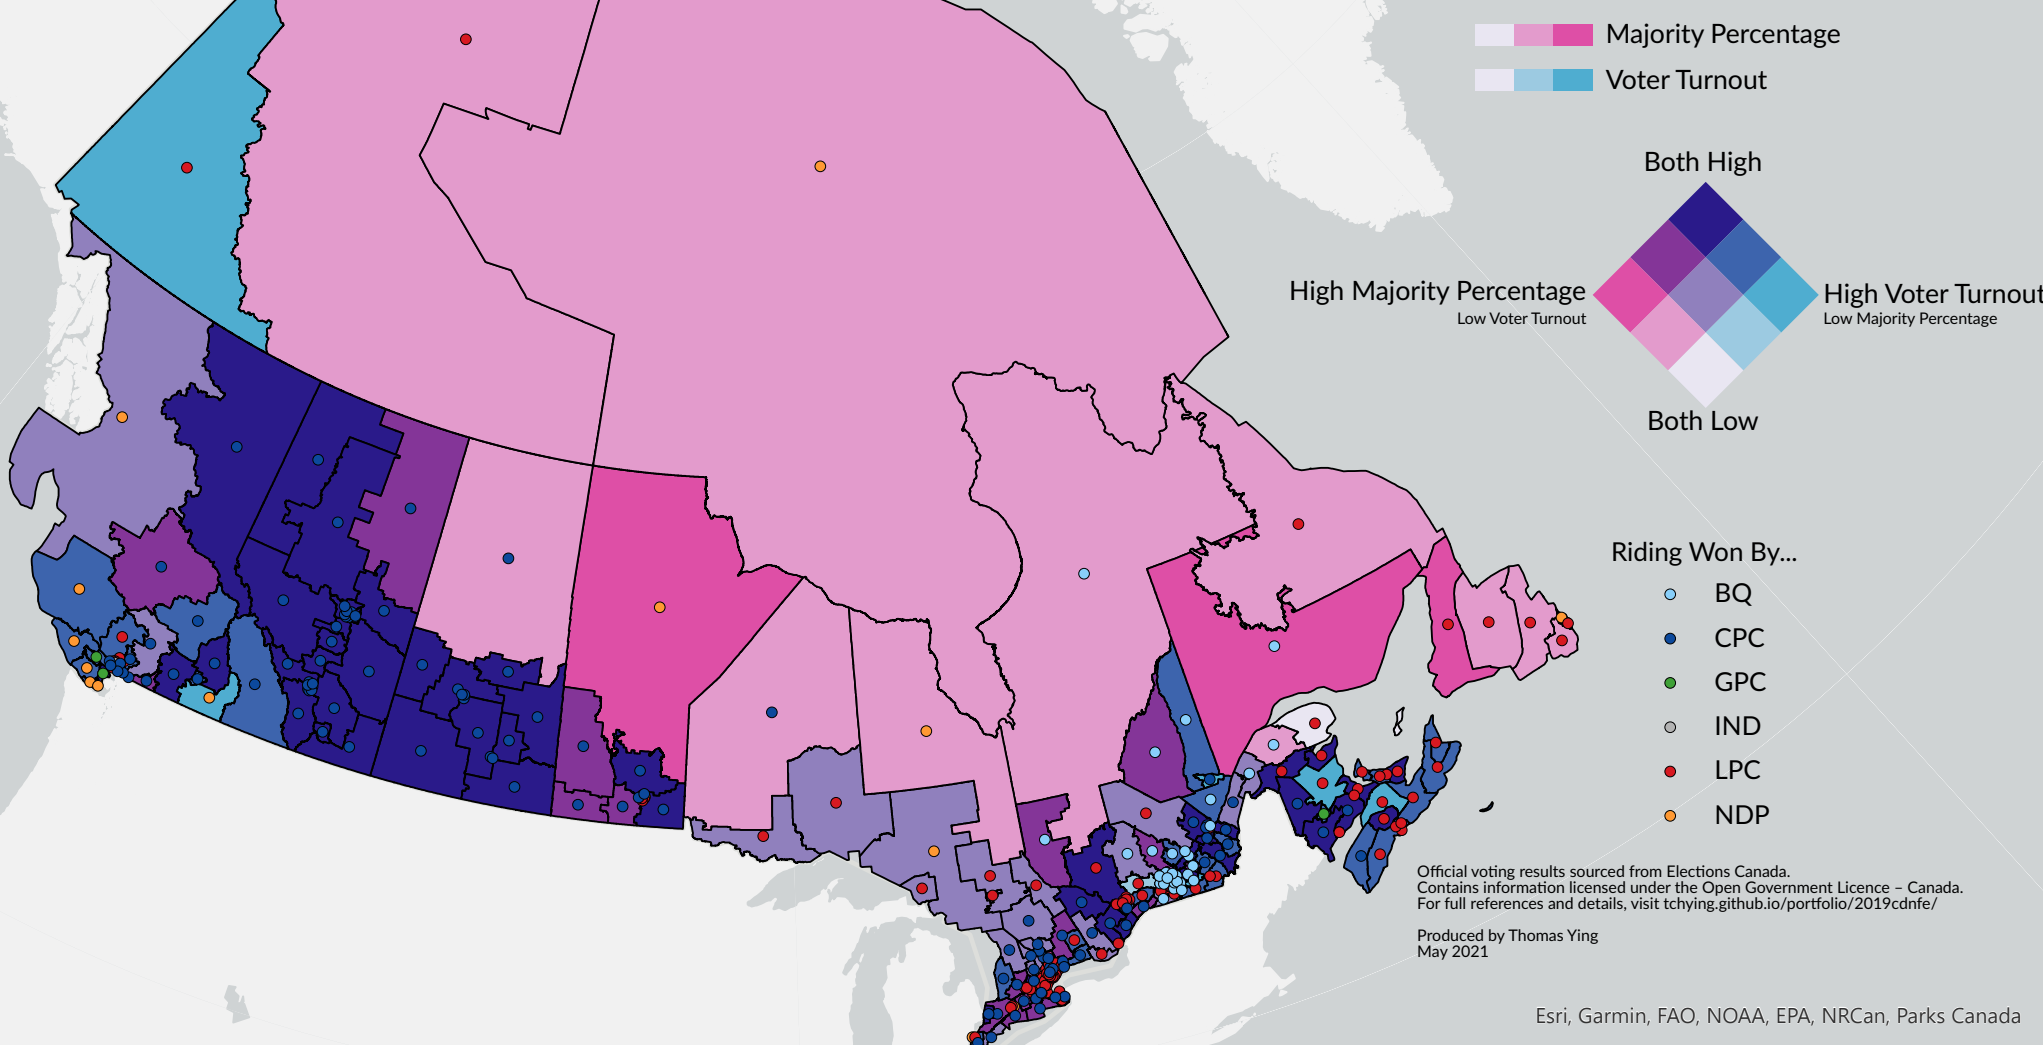 Majority Percentage
Voter Turnout
Both High
High Majority Percentage
Low Voter Turnout
High Voter Turnout
Low Majority Percentage
Both Low
Riding Won By...
BQ
CPC
GPC
IND
LPC
NDP
Official voting results sourced from Elections Canada.
Contains information licensed under the Open Government Licence – Canada.
For full references and details, visit tchying.github.io/portfolio/2019cdnfe/
Produced by Thomas Ying
May 2021
Esri, Garmin, FAO, NOAA, EPA, NRCan, Parks Canada